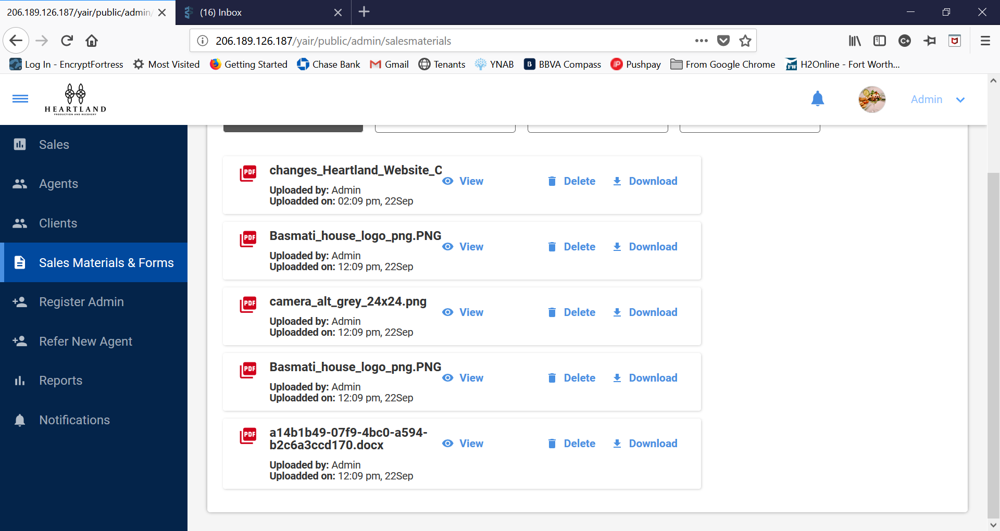 206.189.126.187/yair/public/admin/
(16) Inbox
206.189.126.187/yair/public/admin/salesmaterials
Log In - EncryptFortress
Most Visited
Getting Started
Chase Bank
Gmail
Tenants
YNAB
BBVA Compass
Pushpay
From Google Chrome
H2Online - Fort Worth...
HEARTLAND
PRODUCTION AND RECOVERY
Admin
Sales
Agents
Clients
Sales Materials & Forms
Register Admin
Refer New Agent
Reports
Notifications
PDF
changes_Heartland_Website_C
Uploaded by: Admin
Uploadded on: 02:09 pm, 22Sep
View
Delete
Download
PDF
Basmati_house_logo_png.PNG
Uploaded by: Admin
Uploadded on: 12:09 pm, 22Sep
View
Delete
Download
PDF
camera_alt_grey_24x24.png
Uploaded by: Admin
Uploadded on: 12:09 pm, 22Sep
View
Delete
Download
PDF
Basmati_house_logo_png.PNG
Uploaded by: Admin
Uploadded on: 12:09 pm, 22Sep
View
Delete
Download
PDF
a14b1b49-07f9-4bc0-a594-
b2c6a3ccd170.docx
Uploaded by: Admin
Uploadded on: 12:09 pm, 22Sep
View
Delete
Download